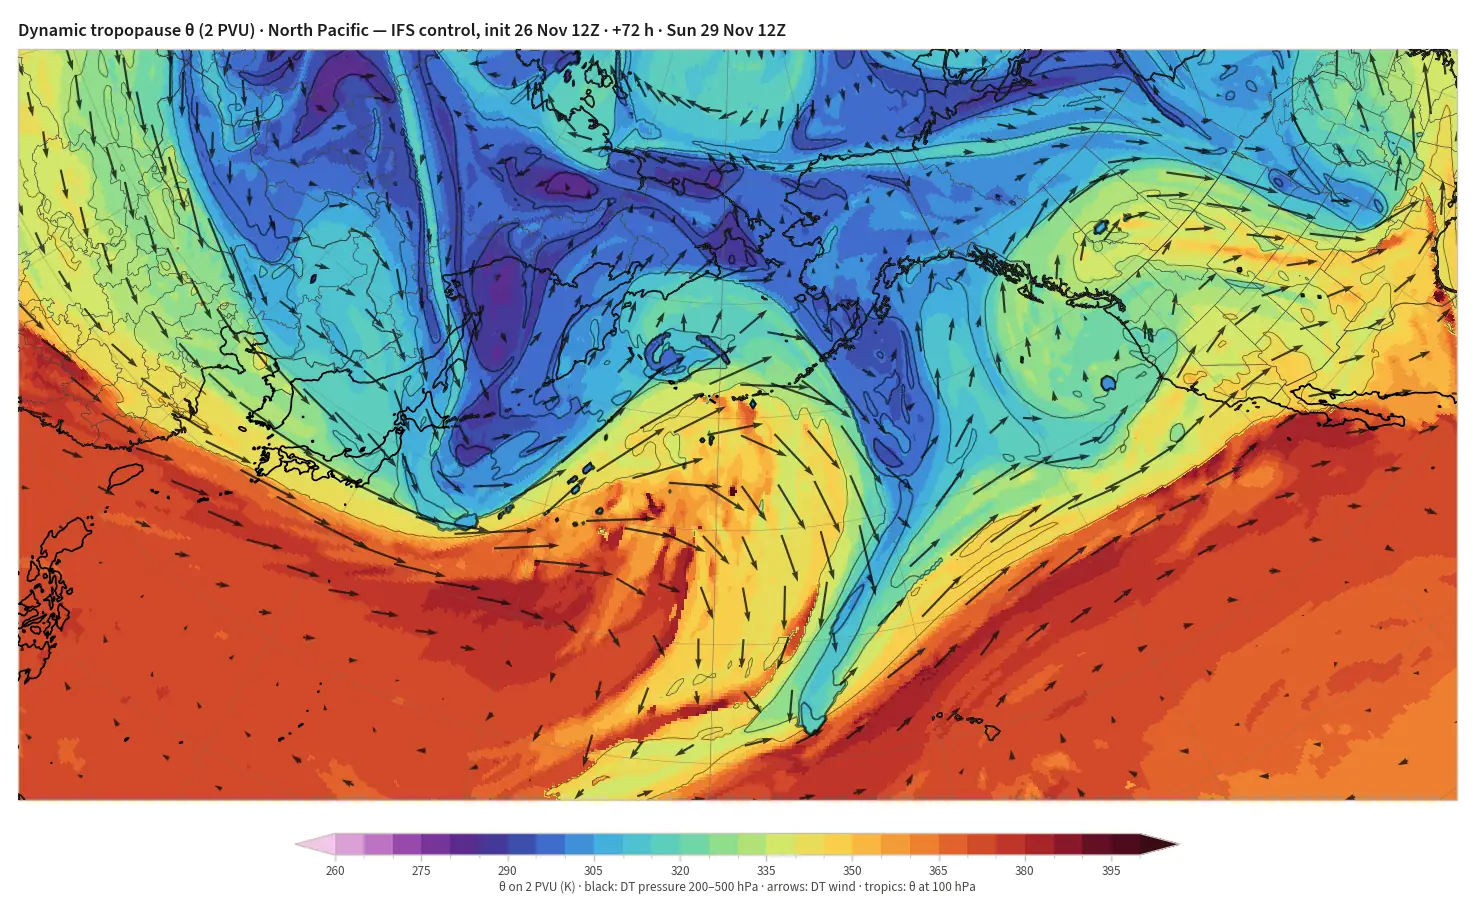 Dynamic tropopause θ (2 PVU) · North Pacific — IFS control, init 26 Nov 12Z · +72 h · Sun 29 Nov 12Z
260 275 290 305 320 335 350 365 380 395
θ on 2 PVU (K) · black: DT pressure 200–500 hPa · arrows: DT wind · tropics: θ at 100 hPa